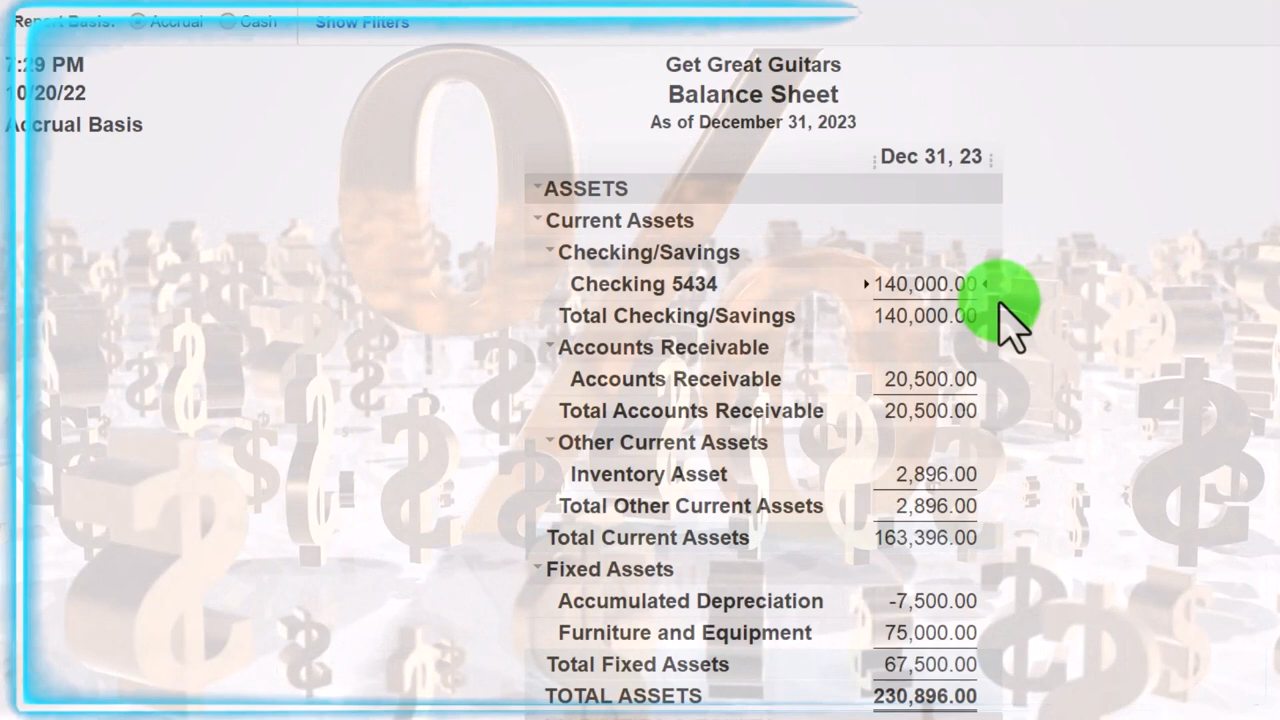 Report Basis: Accrual Cash Show Filters
7:29 PM
10/20/22
Accrual Basis
Get Great Guitars
Balance Sheet
As of December 31, 2023
Dec 31, 23
ASSETS
Current Assets
Checking/Savings
Checking 5434 140,000.00
Total Checking/Savings 140,000.00
Accounts Receivable
Accounts Receivable 20,500.00
Total Accounts Receivable 20,500.00
Other Current Assets
Inventory Asset 2,896.00
Total Other Current Assets 2,896.00
Total Current Assets 163,396.00
Fixed Assets
Accumulated Depreciation -7,500.00
Furniture and Equipment 75,000.00
Total Fixed Assets 67,500.00
TOTAL ASSETS 230,896.00